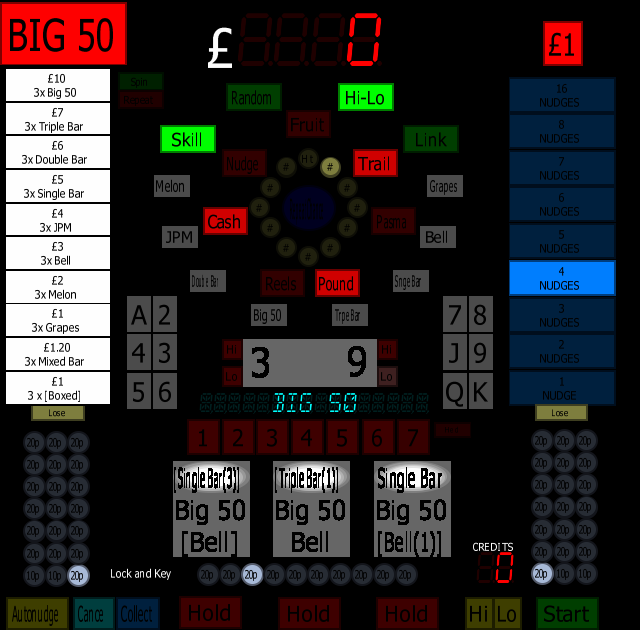 BIG 50
£ 0
£1
£10
3x Big 50
£7
3x Triple Bar
£6
3x Double Bar
£5
3x Single Bar
£4
3x JPM
£3
3x Bell
£2
3x Melon
£1
3x Grapes
£1.20
3x Mixed Bar
£1
3 x [Boxed]
Lose
Spin
Random
Hi-Lo
Fruit
Skill
Link
Nudge
Hit
#
Trail
Melon
Grapes
Cash
JPM
Bell
Double Bar
Reels
Pound
Single Bar
Big 50
Triple Bar
A 2
4 3
5 6
7 8
J 9
Q K
Hi
Lo
3 9
Hi
Lo
BIG 50
1 2 3 4 5 6 7
[Single Bar(3)] [Triple Bar(1)] Single Bar
Big 50 Big 50 Big 50
[Bell] Bell [Bell(1)]
16
NUDGES
8
NUDGES
7
NUDGES
6
NUDGES
5
NUDGES
4
NUDGES
3
NUDGES
2
NUDGES
1
NUDGE
Lose
20p 20p 20p
20p 20p 20p
20p 20p 20p
20p 20p 20p
20p 20p 20p
20p 20p 20p
10p 10p 20p
Lock and Key
20p 20p 20p 20p 20p 20p 20p 20p 20p 20p
CREDITS
0
20p 20p 20p
20p 20p 20p
20p 20p 20p
20p 20p 20p
20p 20p 20p
20p 20p 20p
20p 10p 10p
Autonudge Cance Collect Hold Hold Hold Hi Lo Start